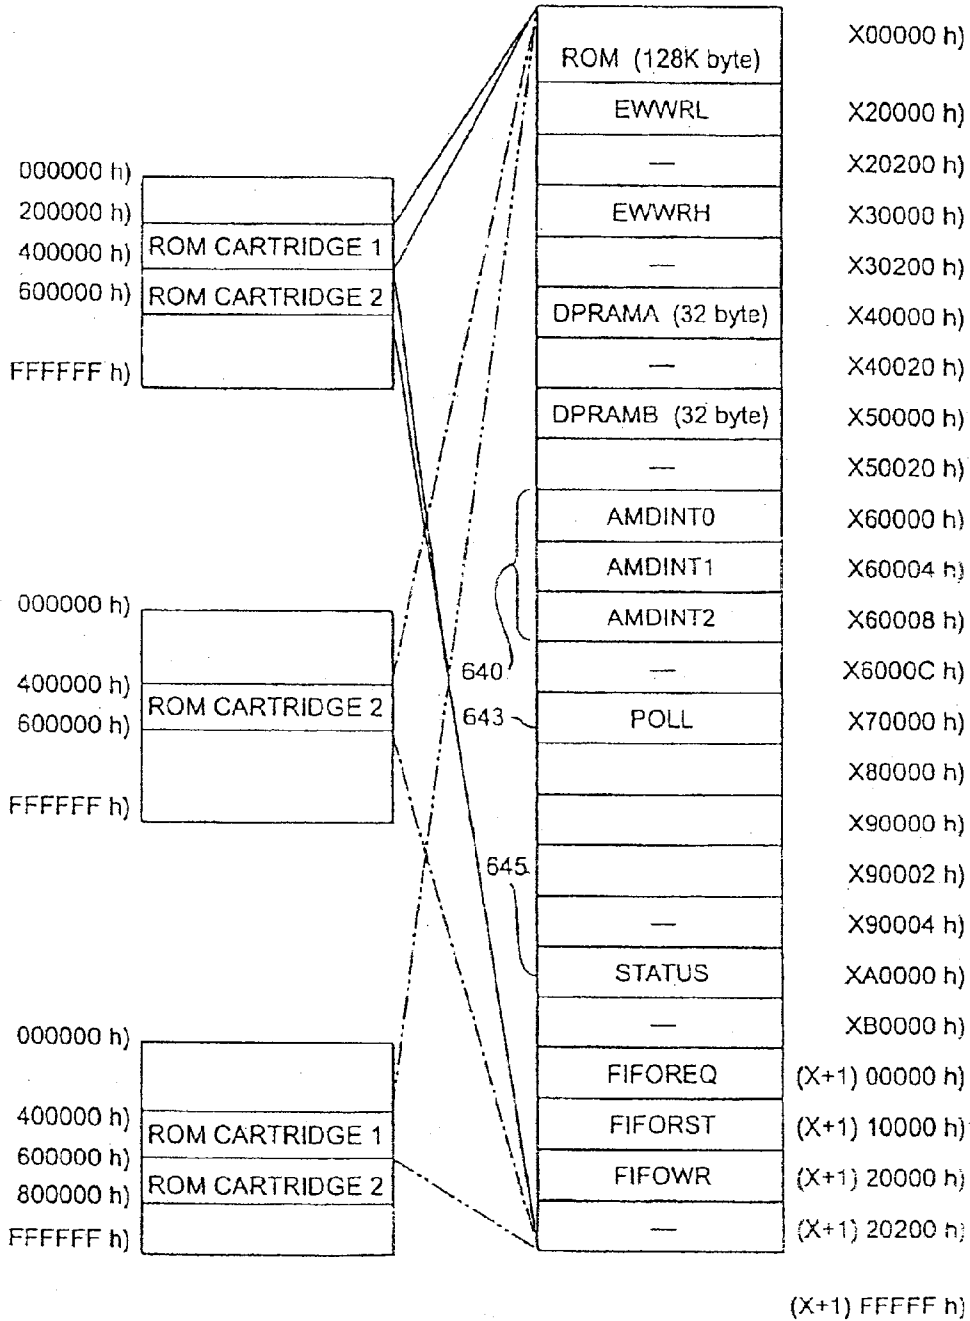 000000 h)
200000 h)
400000 h)
600000 h)
FFFFFF h)
ROM CARTRIDGE 1
ROM CARTRIDGE 2
000000 h)
400000 h)
600000 h)
FFFFFF h)
ROM CARTRIDGE 2
000000 h)
400000 h)
600000 h)
800000 h)
FFFFFF h)
ROM CARTRIDGE 1
ROM CARTRIDGE 2
640
643
645
ROM (128K byte) X00000 h)
EWWRL X20000 h)
— X20200 h)
EWWRH X30000 h)
— X30200 h)
DPRAMA (32 byte) X40000 h)
— X40020 h)
DPRAMB (32 byte) X50000 h)
— X50020 h)
AMDINT0 X60000 h)
AMDINT1 X60004 h)
AMDINT2 X60008 h)
— X6000C h)
POLL X70000 h)
X80000 h)
X90000 h)
X90002 h)
— X90004 h)
STATUS XA0000 h)
— XB0000 h)
FIFOREQ (X+1) 00000 h)
FIFORST (X+1) 10000 h)
FIFOWR (X+1) 20000 h)
— (X+1) 20200 h)
(X+1) FFFFF h)